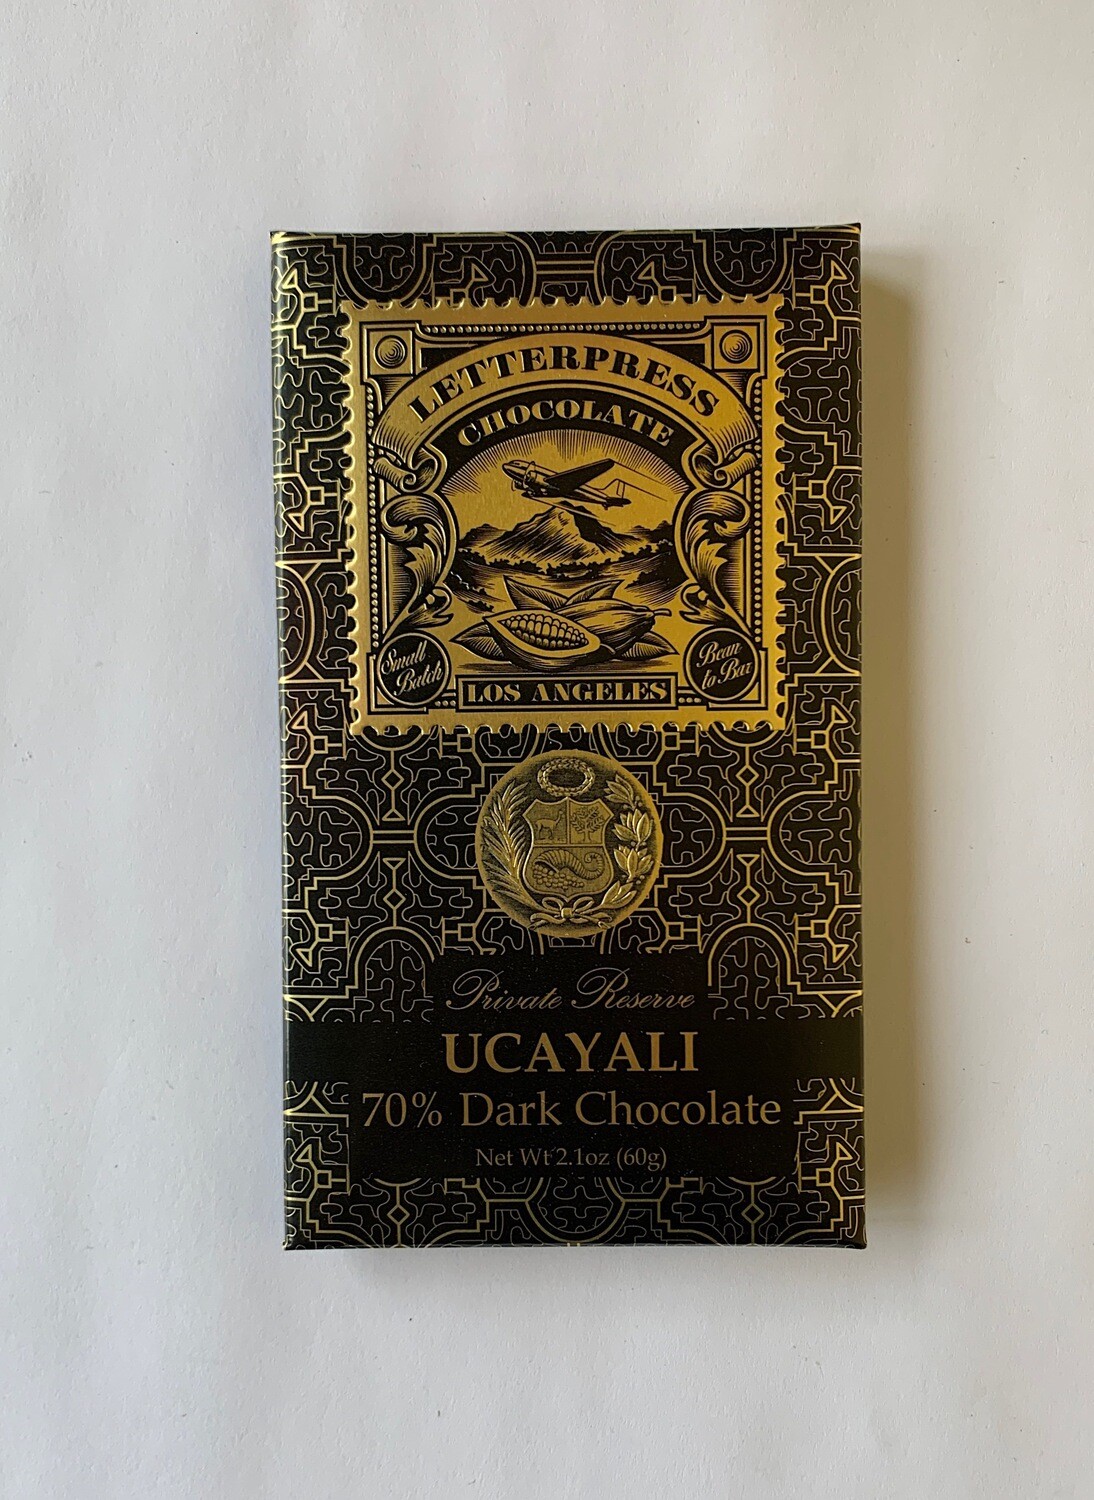 LETTERPRESS
CHOCOLATE
Small
Batch
Bean
to Bar
LOS ANGELES
Private Reserve
UCAYALI
70% Dark Chocolate
Net Wt 2.1oz (60g)